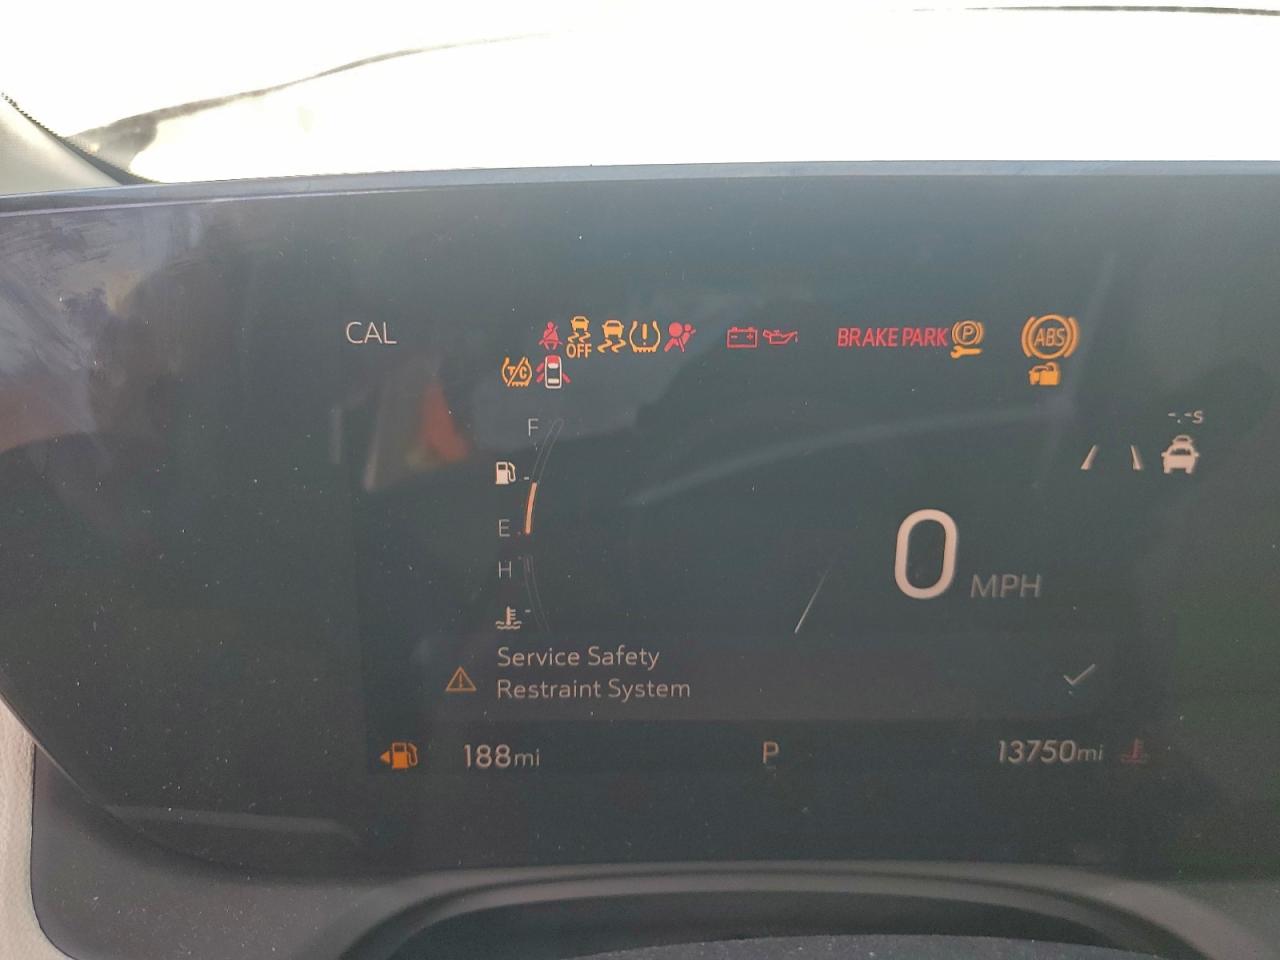 CAL
OFF
BRAKE PARK
P
ABS
T/C
F
-.-s
E
0 MPH
H
Service Safety
Restraint System
188mi
P
13750mi